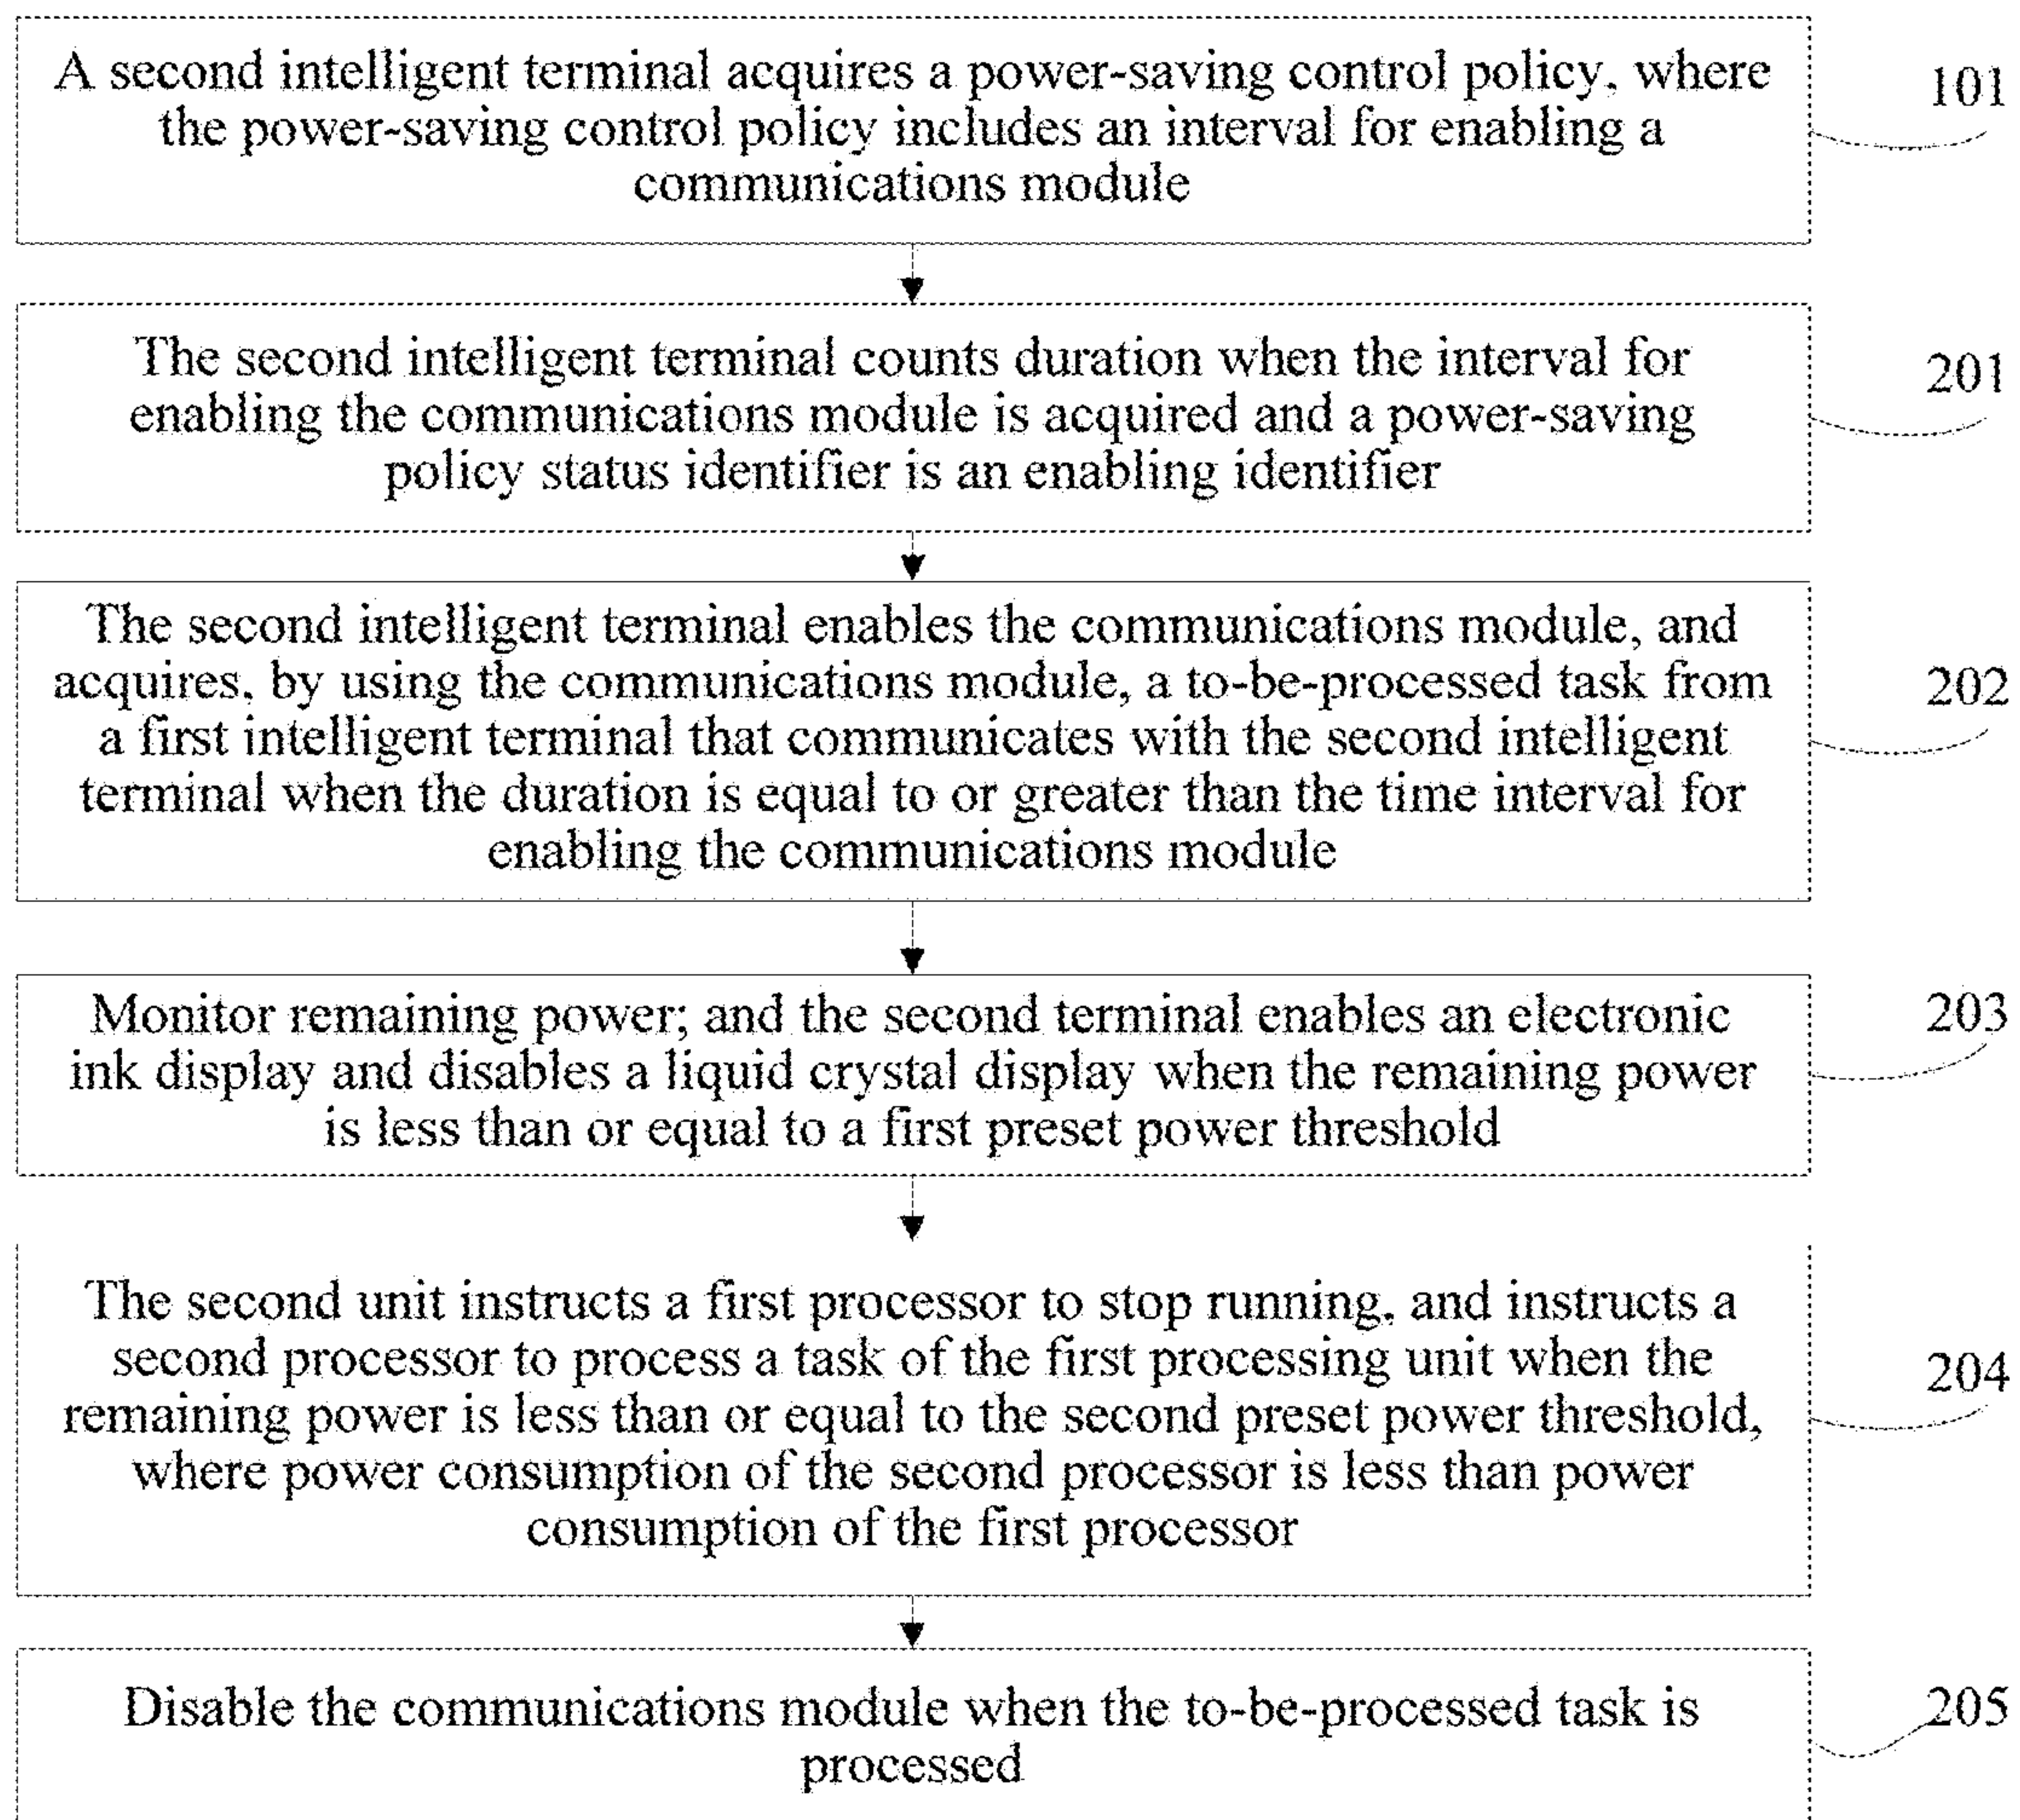 A second intelligent terminal acquires a power-saving control policy, where
the power-saving control policy includes an interval for enabling a
communications module
101
The second intelligent terminal counts duration when the interval for
enabling the communications module is acquired and a power-saving
policy status identifier is an enabling identifier
201
The second intelligent terminal enables the communications module, and
acquires, by using the communications module, a to-be-processed task from
a first intelligent terminal that communicates with the second intelligent
terminal when the duration is equal to or greater than the time interval for
enabling the communications module
202
Monitor remaining power; and the second terminal enables an electronic
ink display and disables a liquid crystal display when the remaining power
is less than or equal to a first preset power threshold
203
The second unit instructs a first processor to stop running, and instructs a
second processor to process a task of the first processing unit when the
remaining power is less than or equal to the second preset power threshold,
where power consumption of the second processor is less than power
consumption of the first processor
204
Disable the communications module when the to-be-processed task is
processed
205